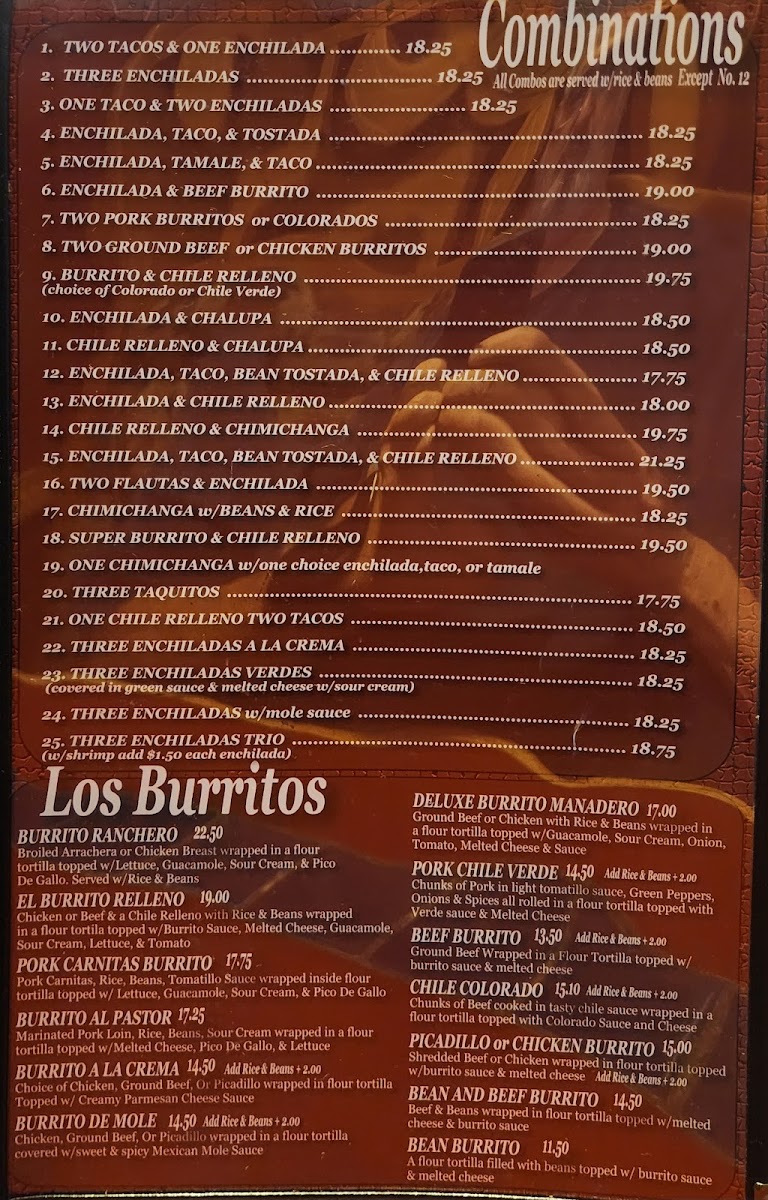 Combinations
All Combos are served w/rice & beans Except No. 12
1. TWO TACOS & ONE ENCHILADA ............ 18.25
2. THREE ENCHILADAS ................................ 18.25
3. ONE TACO & TWO ENCHILADAS ........................ 18.25
4. ENCHILADA, TACO, & TOSTADA ........................ 18.25
5. ENCHILADA, TAMALE, & TACO ........................ 18.25
6. ENCHILADA & BEEF BURRITO ........................ 19.00
7. TWO PORK BURRITOS or COLORADOS ........................ 18.25
8. TWO GROUND BEEF or CHICKEN BURRITOS ........................ 19.00
9. BURRITO & CHILE RELLENO ........................ 19.75
(choice of Colorado or Chile Verde)
10. ENCHILADA & CHALUPA ........................ 18.50
11. CHILE RELLENO & CHALUPA ........................ 18.50
12. ENCHILADA, TACO, BEAN TOSTADA, & CHILE RELLENO .................... 17.75
13. ENCHILADA & CHILE RELLENO ........................ 18.00
14. CHILE RELLENO & CHIMICHANGA ........................ 19.75
15. ENCHILADA, TACO, BEAN TOSTADA, & CHILE RELLENO .................... 21.25
16. TWO FLAUTAS & ENCHILADA ........................ 19.50
17. CHIMICHANGA w/BEANS & RICE ........................ 18.25
18. SUPER BURRITO & CHILE RELLENO ........................ 19.50
19. ONE CHIMICHANGA w/one choice enchilada,taco, or tamale
20. THREE TAQUITOS ........................ 17.75
21. ONE CHILE RELLENO TWO TACOS ........................ 18.50
22. THREE ENCHILADAS A LA CREMA ........................ 18.25
23. THREE ENCHILADAS VERDES ........................ 18.25
(covered in green sauce & melted cheese w/sour cream)
24. THREE ENCHILADAS w/mole sauce ........................ 18.25
25. THREE ENCHILADAS TRIO ........................ 18.75
(w/shrimp add $1.50 each enchilada)
Los Burritos
BURRITO RANCHERO 22.50
Broiled Arrachera or Chicken Breast wrapped in a flour
tortilla topped w/Lettuce, Guacamole, Sour Cream, & Pico
De Gallo. Served w/Rice & Beans
EL BURRITO RELLENO 19.00
Chicken or Beef & a Chile Relleno with Rice & Beans wrapped
in a flour tortila topped w/Burrito Sauce, Melted Cheese, Guacamole,
Sour Cream, Lettuce, & Tomato
PORK CARNITAS BURRITO 17.75
Pork Carnitas, Rice, Beans, Tomatillo Sauce wrapped inside flour
tortilla topped w/ Lettuce, Guacamole, Sour Cream, & Pico De Gallo
BURRITO AL PASTOR 17.25
Marinated Pork Loin, Rice, Beans, Sour Cream wrapped in a flour
tortilla topped w/Melted Cheese, Pico De Gallo, & Lettuce
BURRITO A LA CREMA 14.50 Add Rice & Beans + 2.00
Choice of Chicken, Ground Beef, Or Picadillo wrapped in flour tortilla
Topped w/ Creamy Parmesan Cheese Sauce
BURRITO DE MOLE 14.50 Add Rice & Beans + 2.00
Chicken, Ground Beef, Or Picadillo wrapped in a flour tortilla
covered w/sweet & spicy Mexican Mole Sauce
DELUXE BURRITO MANADERO 17.00
Ground Beef or Chicken with Rice & Beans wrapped in
a flour tortilla topped w/Guacamole, Sour Cream, Onion,
Tomato, Melted Cheese & Sauce
PORK CHILE VERDE 14.50 Add Rice & Beans + 2.00
Chunks of Pork in light tomatillo sauce, Green Peppers,
Onions & Spices all rolled in a flour tortilla topped with
Verde sauce & Melted Cheese
BEEF BURRITO 13.50 Add Rice & Beans + 2.00
Ground Beef Wrapped in a Flour Tortilla topped w/
burrito sauce & melted cheese
CHILE COLORADO 15.10 Add Rice & Beans + 2.00
Chunks of Beef cooked in tasty chile sauce wrapped in a
flour tortilla topped with Colorado Sauce and Cheese
PICADILLO or CHICKEN BURRITO 15.00
Shredded Beef or Chicken wrapped in flour tortilla topped
w/burrito sauce & melted cheese Add Rice & Beans + 2.00
BEAN AND BEEF BURRITO 14.50
Beef & Beans wrapped in flour tortilla topped w/melted
cheese & burrito sauce
BEAN BURRITO 11.50
A flour tortilla filled with beans topped w/ burrito sauce
& melted cheese